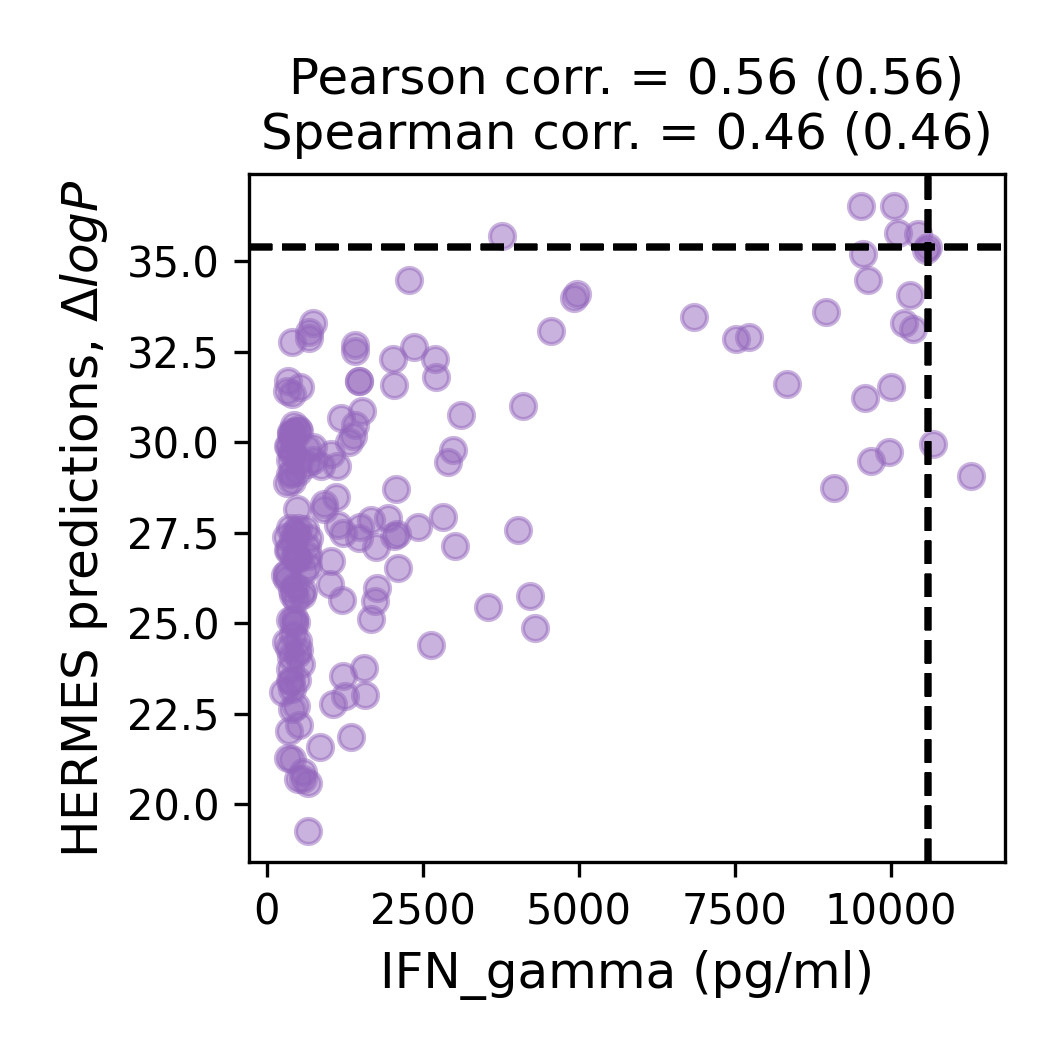 Pearson corr. = 0.56 (0.56)
Spearman corr. = 0.46 (0.46)
HERMES predictions, ΔlogP
35.0
32.5
30.0
27.5
25.0
22.5
20.0
0 2500 5000 7500 10000
IFN_gamma (pg/ml)